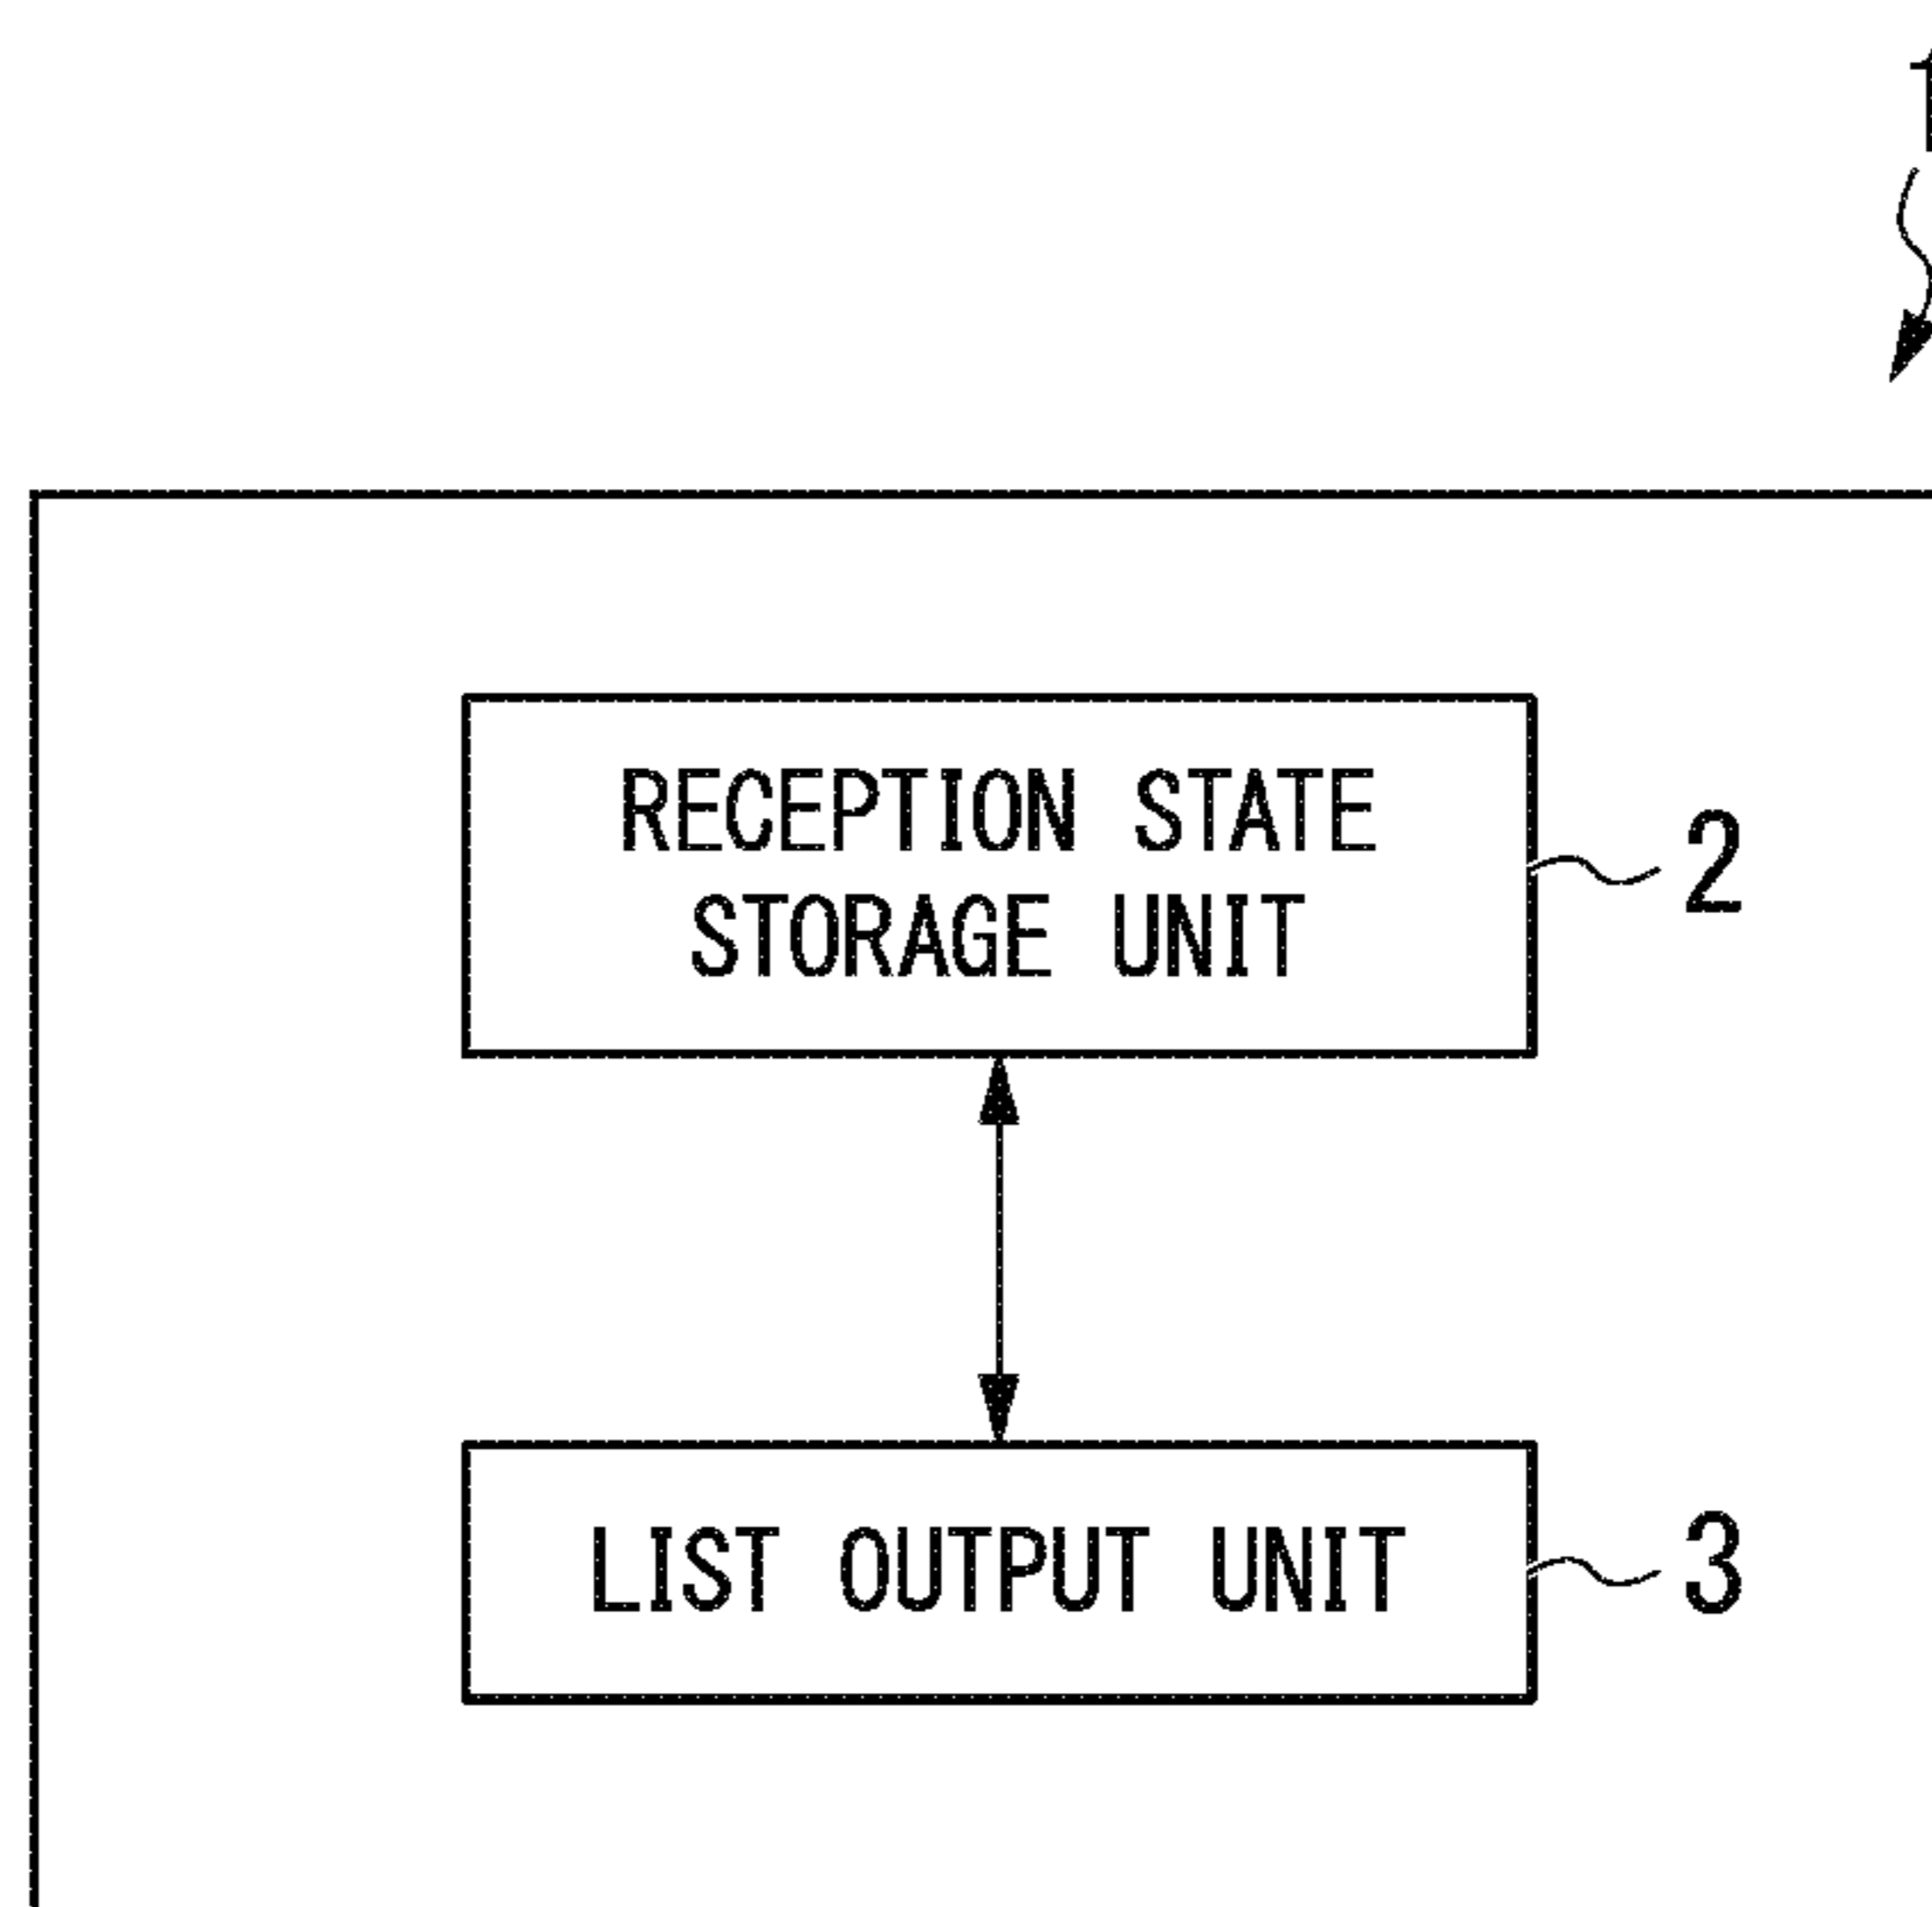 1
RECEPTION STATE
STORAGE UNIT
2
LIST OUTPUT UNIT
3